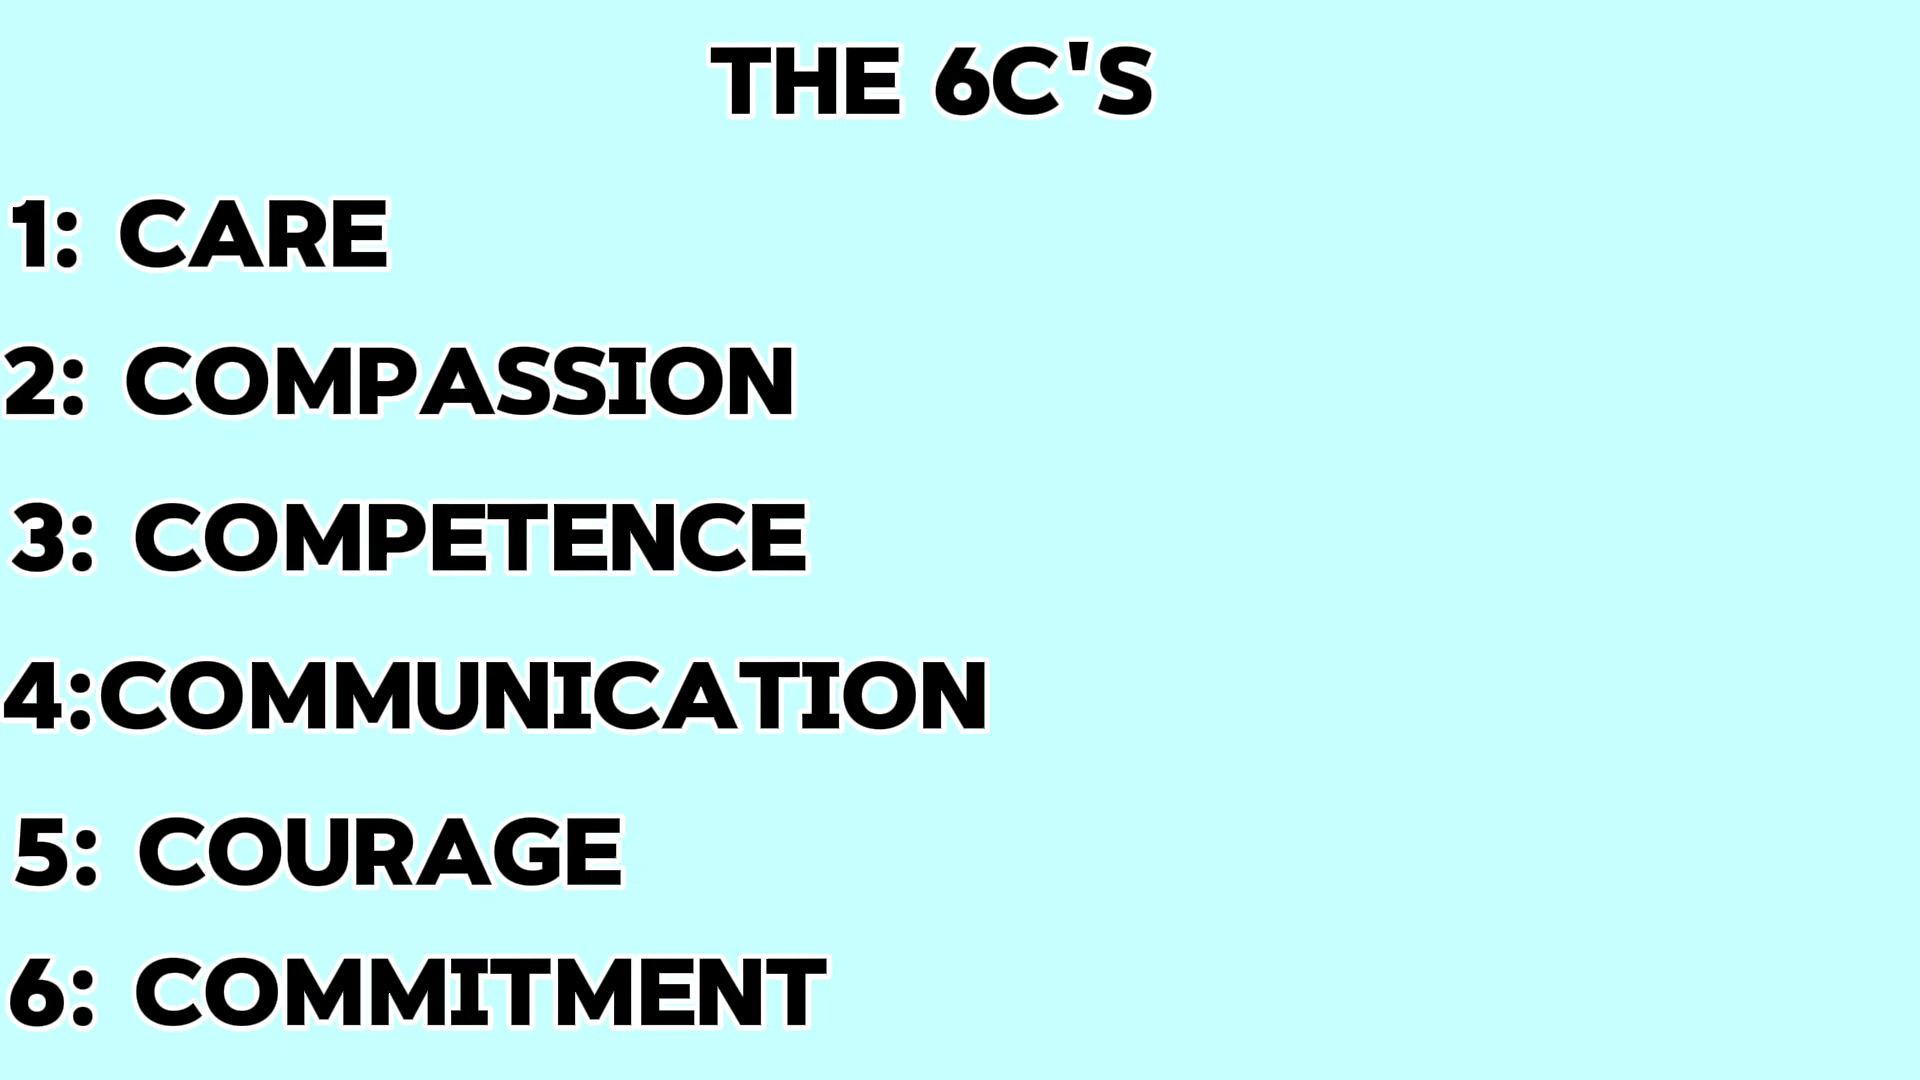 THE 6C'S
1: CARE
2: COMPASSION
3: COMPETENCE
4:COMMUNICATION
5: COURAGE
6: COMMITMENT